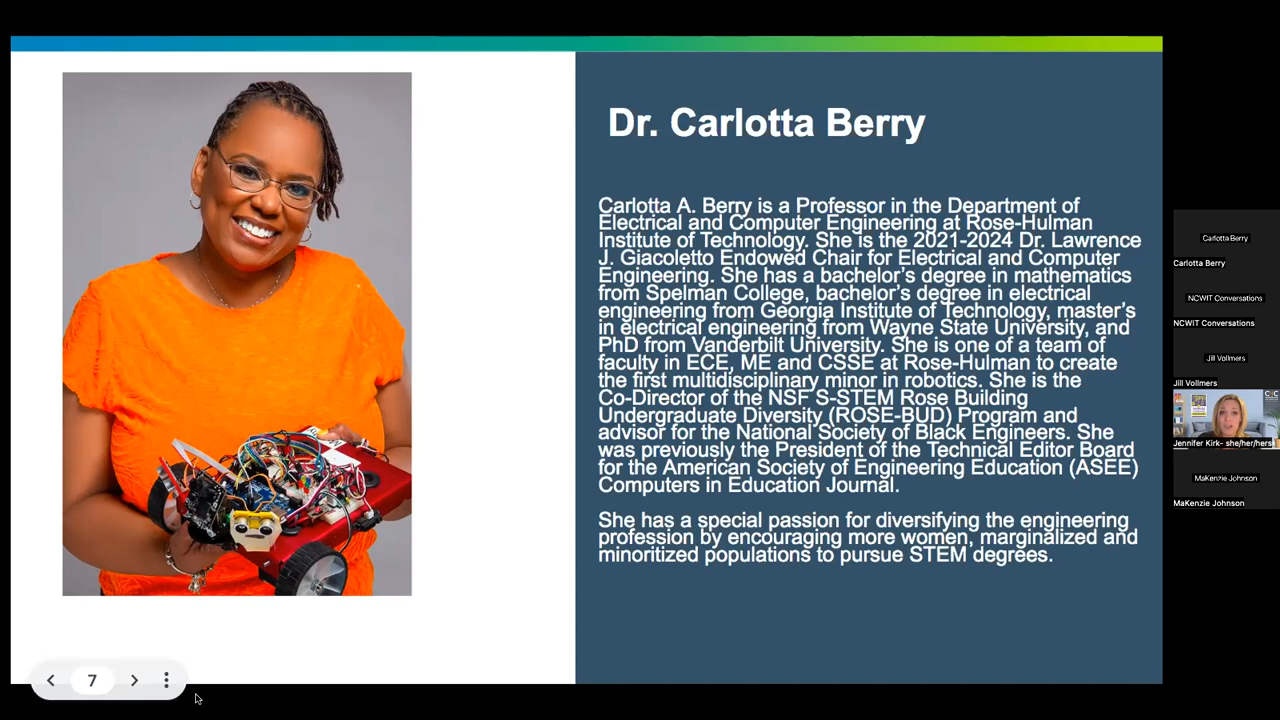 Dr. Carlotta Berry
Carlotta A. Berry is a Professor in the Department of
Electrical and Computer Engineering at Rose-Hulman
Institute of Technology. She is the 2021-2024 Dr. Lawrence
J. Giacoletto Endowed Chair for Electrical and Computer
Engineering. She has a bachelor's degree in mathematics
from Spelman College, bachelor's degree in electrical
engineering from Georgia Institute of Technology, master's
in electrical engineering from Wayne State University, and
PhD from Vanderbilt University. She is one of a team of
faculty in ECE, ME and CSSE at Rose-Hulman to create
the first multidisciplinary minor in robotics. She is the
Co-Director of the NSF S-STEM Rose Building
Undergraduate Diversity (ROSE-BUD) Program and
advisor for the National Society of Black Engineers. She
was previously the President of the Technical Editor Board
for the American Society of Engineering Education (ASEE)
Computers in Education Journal.
She has a special passion for diversifying the engineering
profession by encouraging more women, marginalized and
minoritized populations to pursue STEM degrees.
7
Carlotta Berry
Carlotta Berry
NCWIT Conversations
NCWIT Conversations
Jill Vollmers
Jill Vollmers
Jennifer Kirk- she/her/hers
MaKenzie Johnson
MaKenzie Johnson